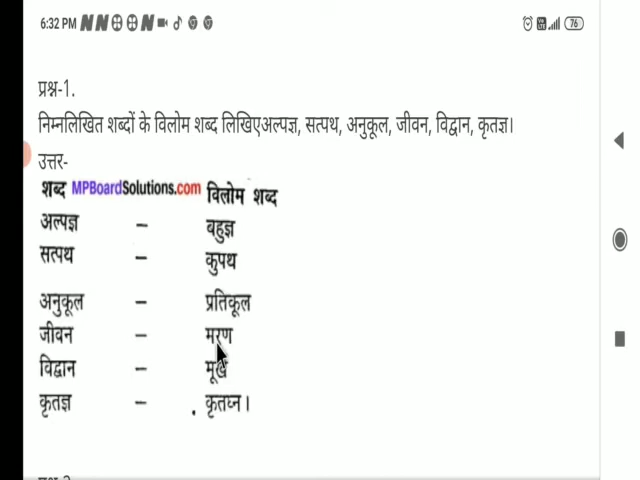 6:32 PM
76
प्रश्न-1.
निम्नलिखित शब्दों के विलोम शब्द लिखिएअल्पज्ञ, सत्पथ, अनुकूल, जीवन, विद्वान, कृतज्ञ।
उत्तर-
शब्द MPBoardSolutions.com विलोम शब्द
अल्पज्ञ – बहुज्ञ
सत्पथ – कुपथ
अनुकूल – प्रतिकूल
जीवन – मरण
विद्वान – मूर्ख
कृतज्ञ – कृतघ्न।